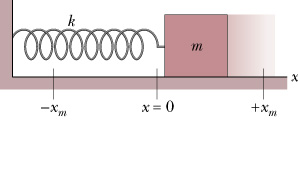 k
m
x
−xm x = 0 +xm